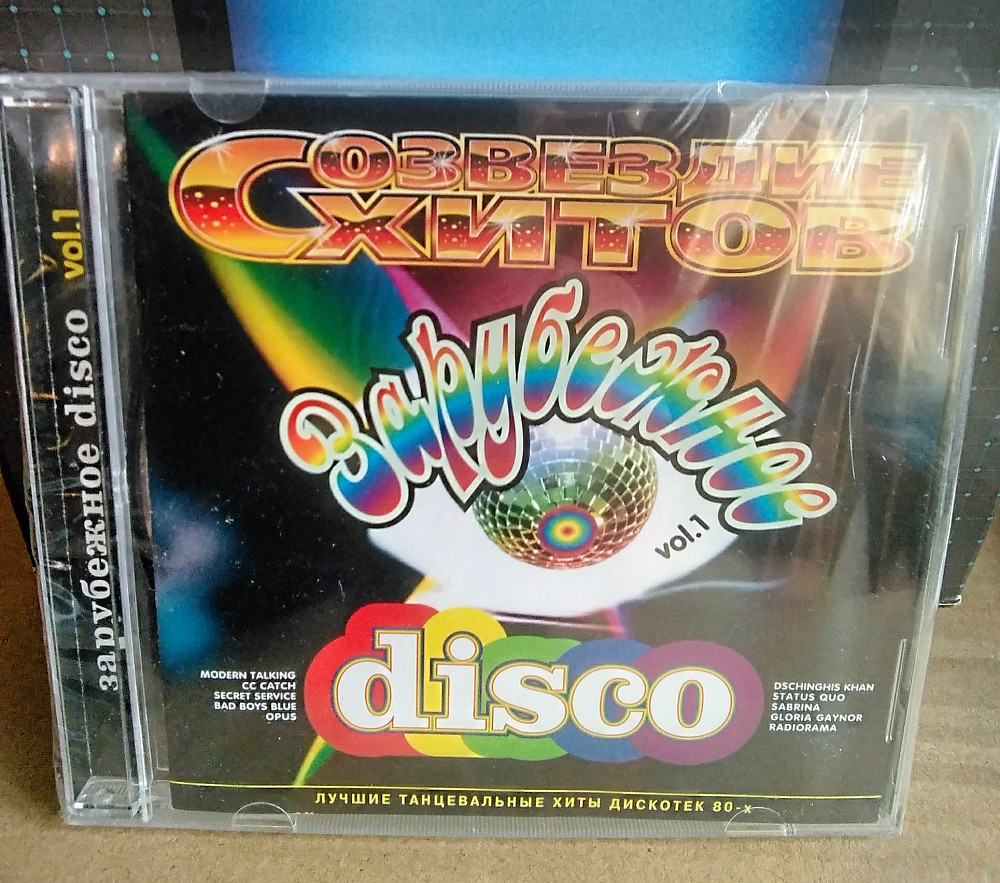 СОЗВЕЗДИЕ
ХИТОВ
Зарубежное
vol.1
disco
MODERN TALKING
CC CATCH
SECRET SERVICE
BAD BOYS BLUE
OPUS
DSCHINGHIS KHAN
STATUS QUO
SABRINA
GLORIA GAYNOR
RADIORAMA
ЛУЧШИЕ ТАНЦЕВАЛЬНЫЕ ХИТЫ ДИСКОТЕК 80-х
зарубежное disco vol.1